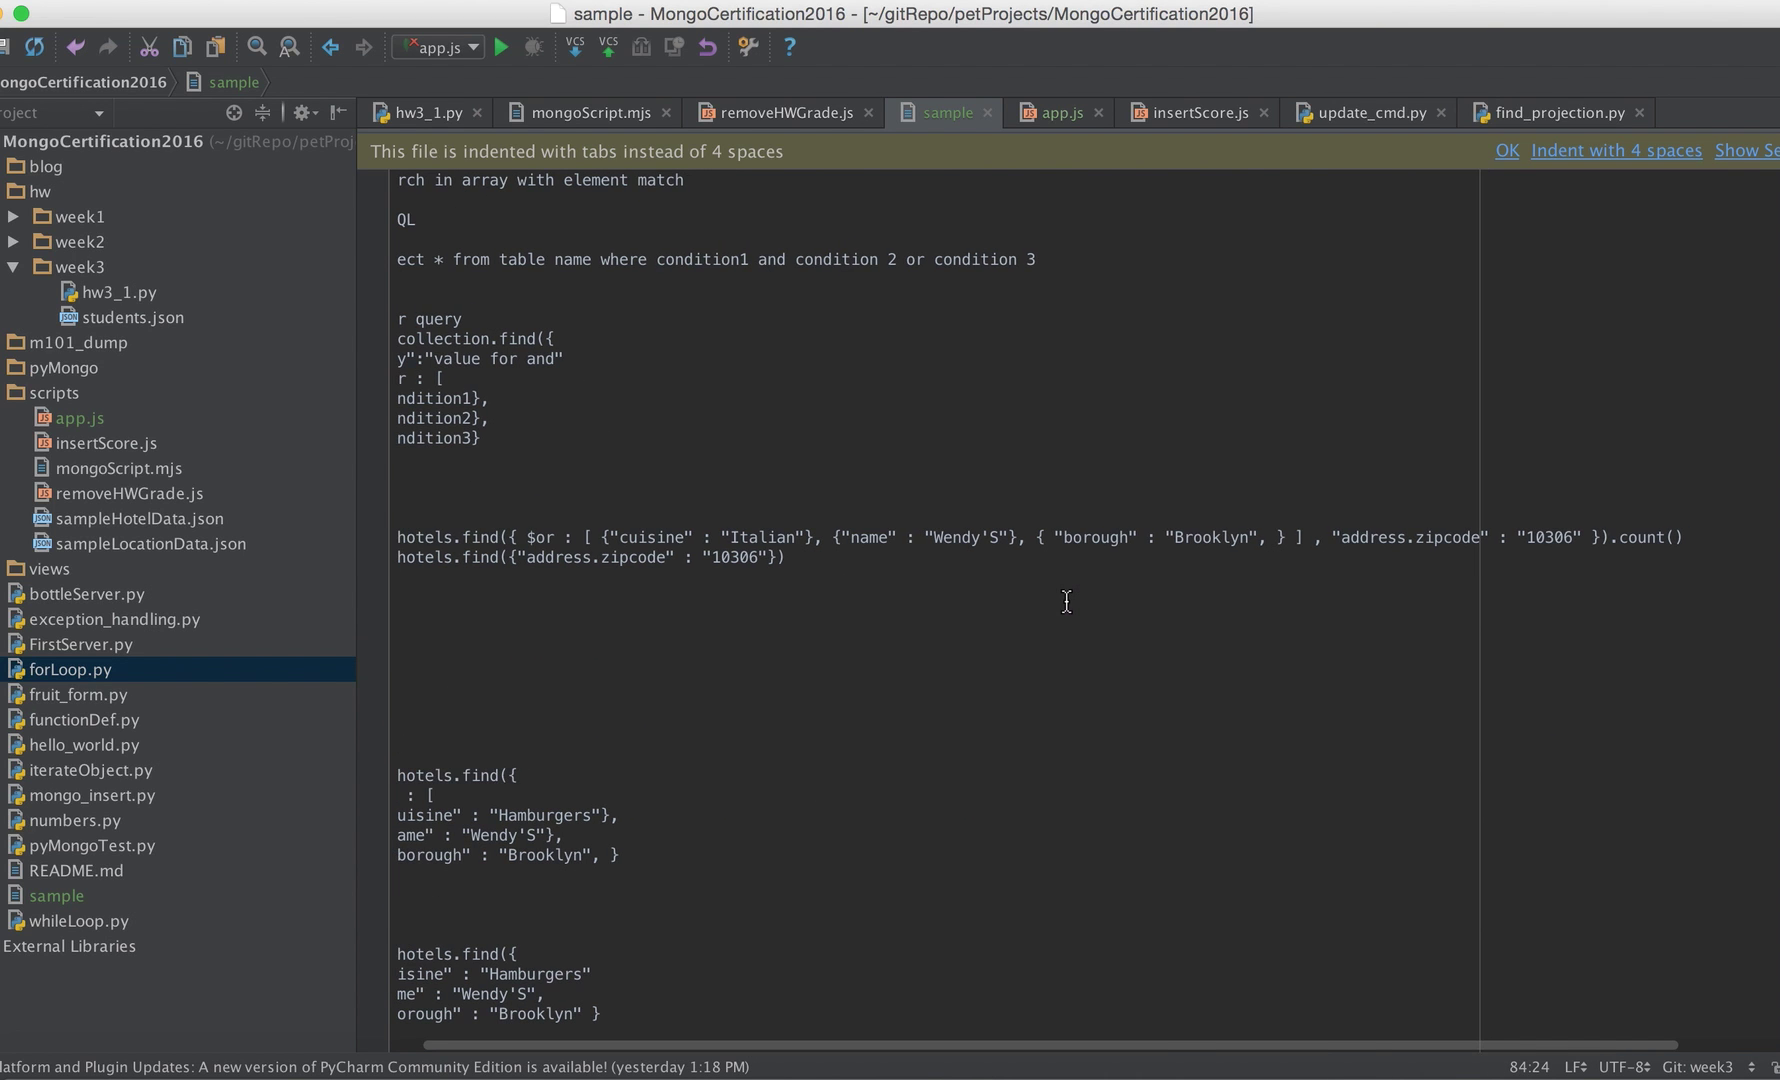 sample - MongoCertification2016 - [~/gitRepo/petProjects/MongoCertification2016]
app.js
VCS
VCS
?
ongoCertification2016
sample
roject
hw3_1.py
mongoScript.mjs
removeHWGrade.js
sample
app.js
insertScore.js
update_cmd.py
find_projection.py
MongoCertification2016 (~/gitRepo/petProj
This file is indented with tabs instead of 4 spaces
OK
Indent with 4 spaces
Show Se
blog
hw
week1
week2
week3
hw3_1.py
students.json
m101_dump
pyMongo
scripts
app.js
insertScore.js
mongoScript.mjs
removeHWGrade.js
sampleHotelData.json
sampleLocationData.json
views
bottleServer.py
exception_handling.py
FirstServer.py
forLoop.py
fruit_form.py
functionDef.py
hello_world.py
iterateObject.py
mongo_insert.py
numbers.py
pyMongoTest.py
README.md
sample
whileLoop.py
External Libraries
rch in array with element match
QL
ect * from table name where condition1 and condition 2 or condition 3
r query
collection.find({
y":"value for and"
r : [
ndition1},
ndition2},
ndition3}
hotels.find({ $or : [ {"cuisine" : "Italian"}, {"name" : "Wendy'S"}, { "borough" : "Brooklyn", } ] , "address.zipcode" : "10306" }).count()
hotels.find({"address.zipcode" : "10306"})
hotels.find({
: [
uisine" : "Hamburgers"},
ame" : "Wendy'S"},
borough" : "Brooklyn", }
hotels.find({
isine" : "Hamburgers"
me" : "Wendy'S",
orough" : "Brooklyn" }
latform and Plugin Updates: A new version of PyCharm Community Edition is available! (yesterday 1:18 PM)
84:24
LF
UTF-8
Git: week3